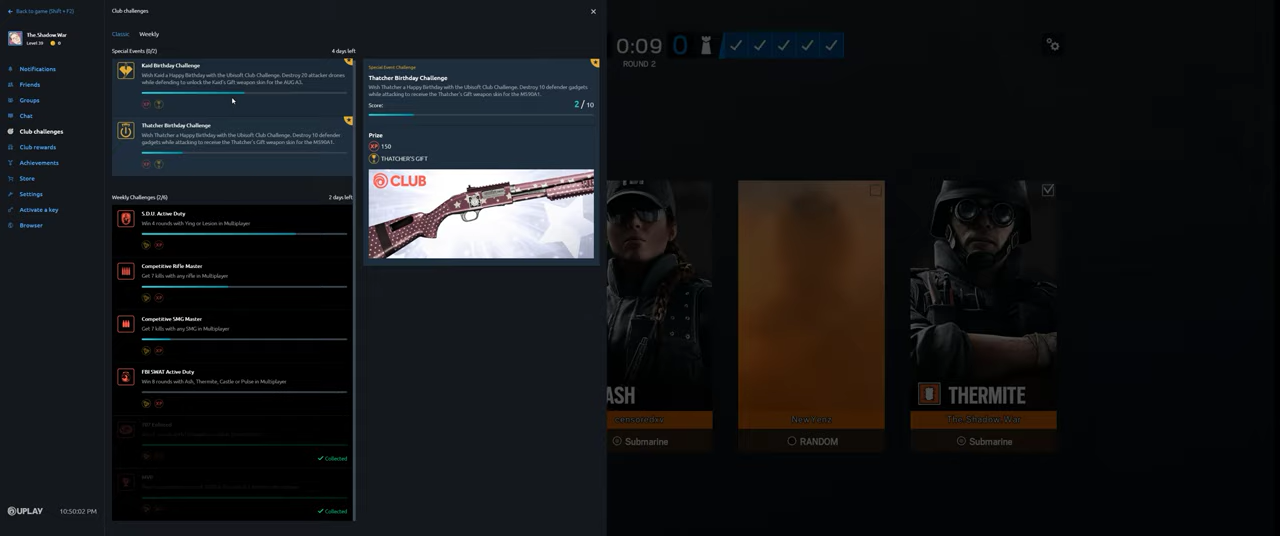 Back to game (Shift + F2)
The.Shadow.War
Level 39
0
Notifications
Friends
Groups
Chat
Club challenges
Club rewards
Achievements
Store
Settings
Activate a key
Browser
UPLAY
10:50:02 PM
Club challenges
Classic
Weekly
Special Events (0/2)
4 days left
Kaid Birthday Challenge
Wish Kaid a Happy Birthday with the Ubisoft Club Challenge. Destroy 20 attacker drones
while defending to unlock the Kaid's Gift weapon skin for the AUG A3.
XP
Thatcher Birthday Challenge
Wish Thatcher a Happy Birthday with the Ubisoft Club Challenge. Destroy 10 defender
gadgets while attacking to receive the Thatcher's Gift weapon skin for the M590A1.
XP
Weekly Challenges (2/6)
2 days left
S.D.U. Active Duty
Win 4 rounds with Ying or Lesion in Multiplayer
XP
Competitive Rifle Master
Get 7 kills with any rifle in Multiplayer
XP
Competitive SMG Master
Get 7 kills with any SMG in Multiplayer
XP
FBI SWAT Active Duty
Win 8 rounds with Ash, Thermite, Castle or Pulse in Multiplayer
XP
Collected
MVP
Collected
Special Event Challenge
Thatcher Birthday Challenge
Wish Thatcher a Happy Birthday with the Ubisoft Club Challenge. Destroy 10 defender
gadgets while attacking to receive the Thatcher's Gift weapon skin for the M590A1.
Score:
2 / 10
Prize
XP 150
THATCHER'S GIFT
CLUB
0:09
0
ROUND 2
ASH
censoredxy
Submarine
RANDOM
THERMITE
The.Shadow.War
Submarine